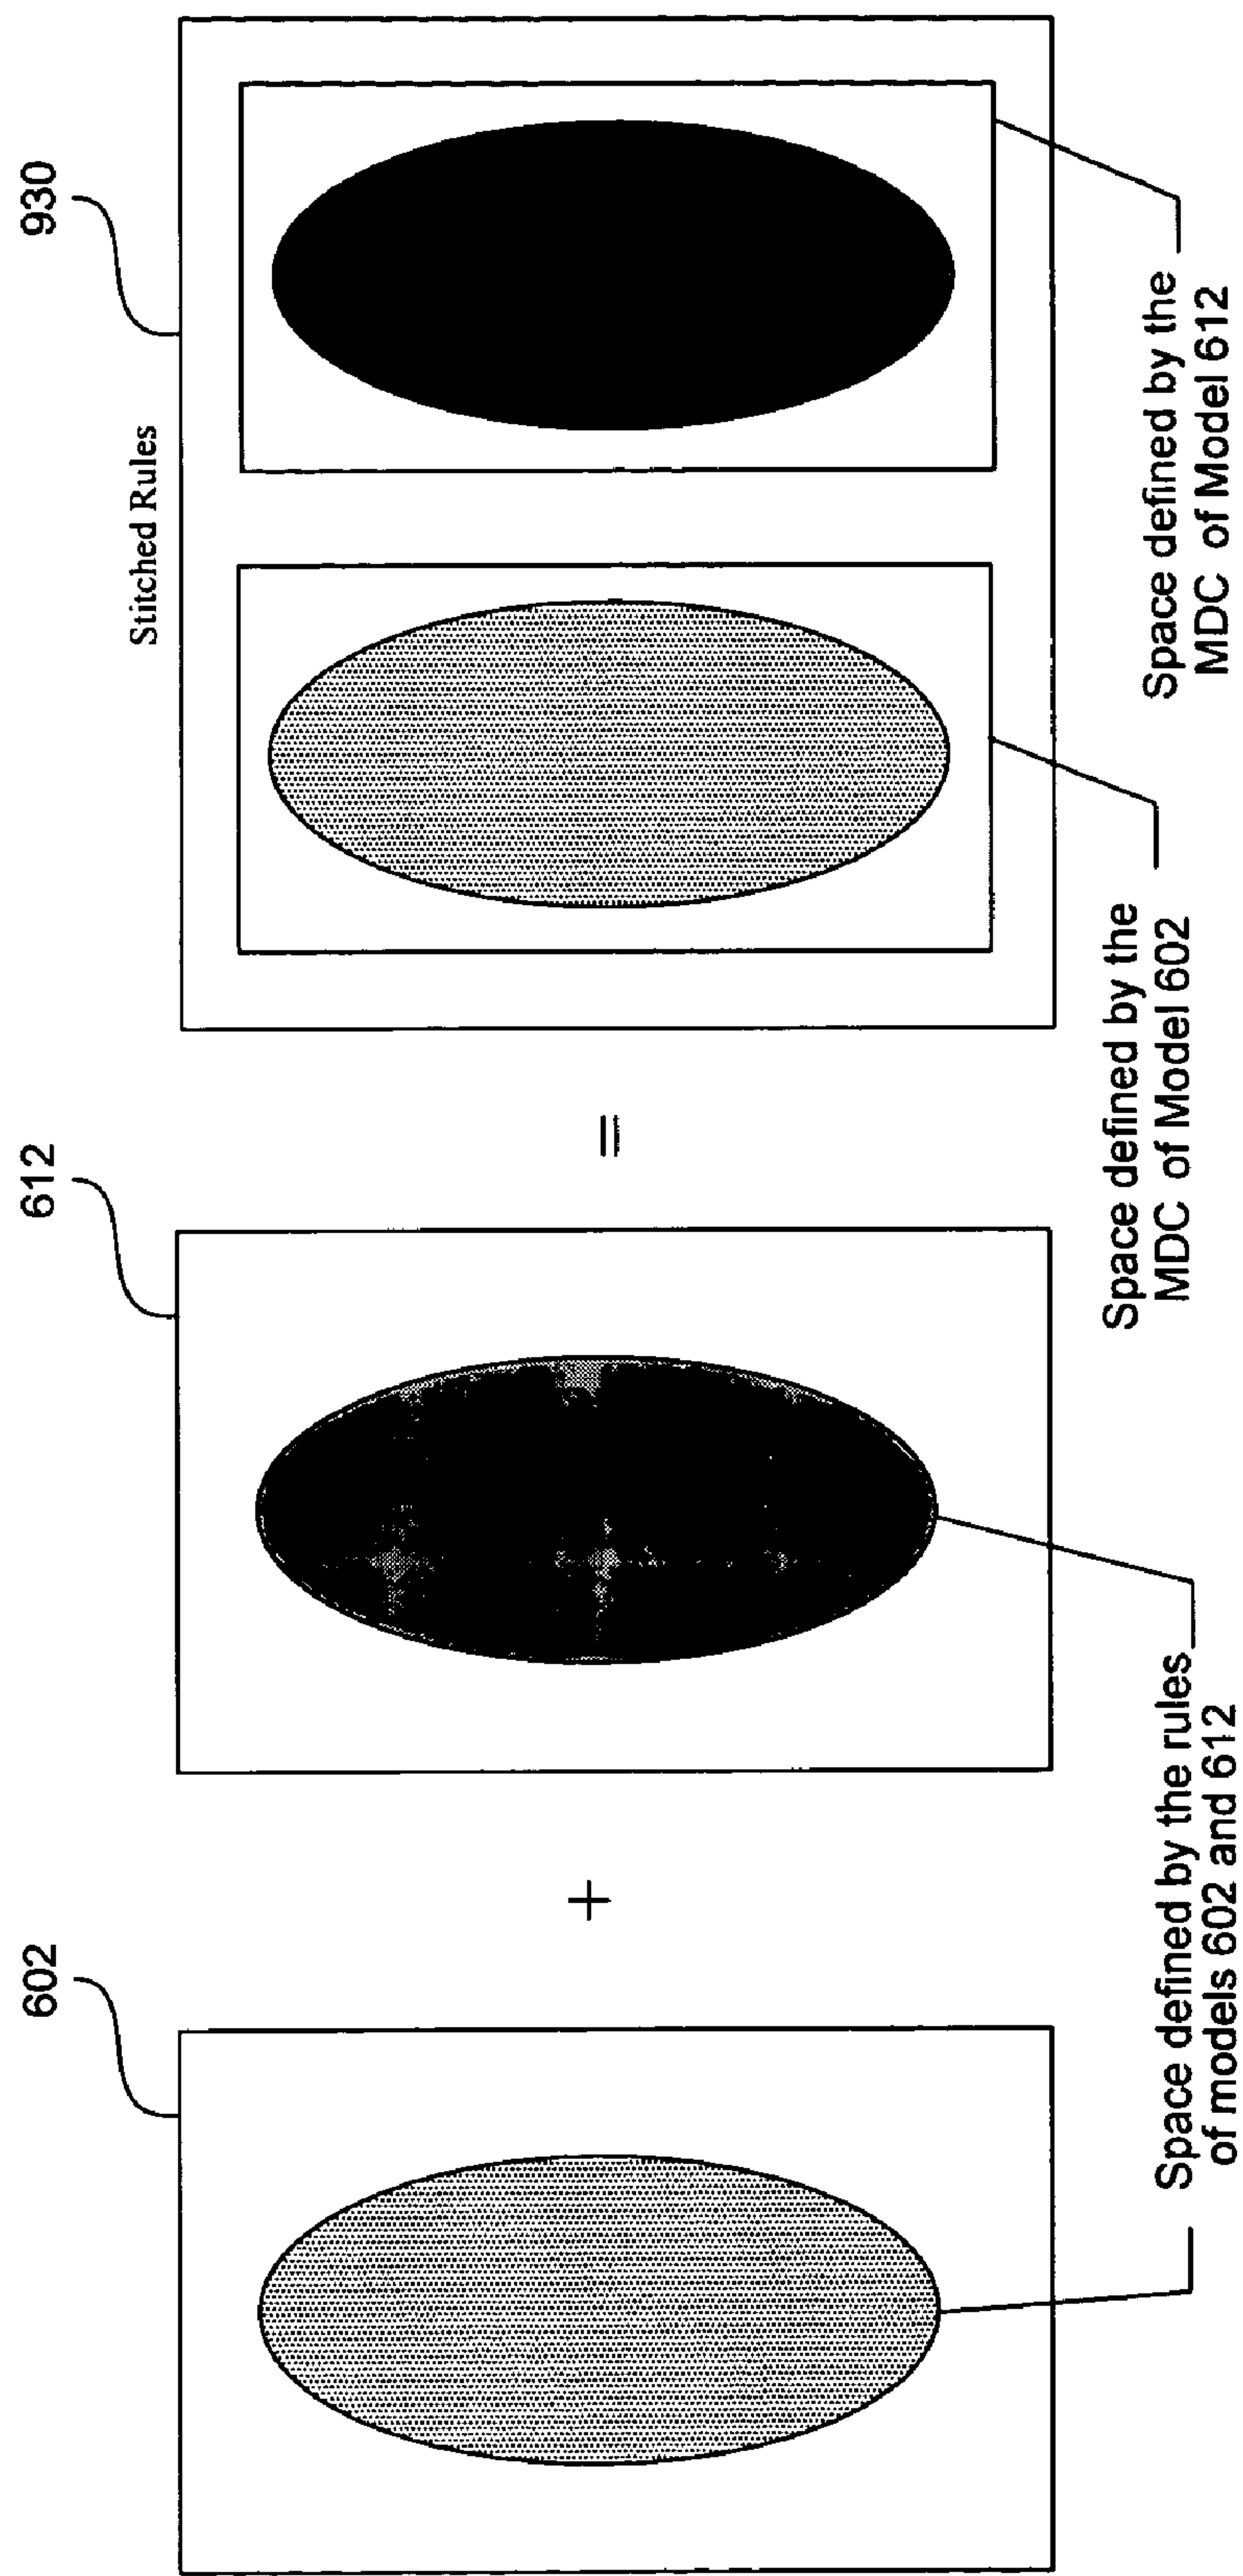 602
612
930
Stitched Rules
+
=
Space defined by the rules
of models 602 and 612
Space defined by the
MDC of Model 602
Space defined by the
MDC of Model 612